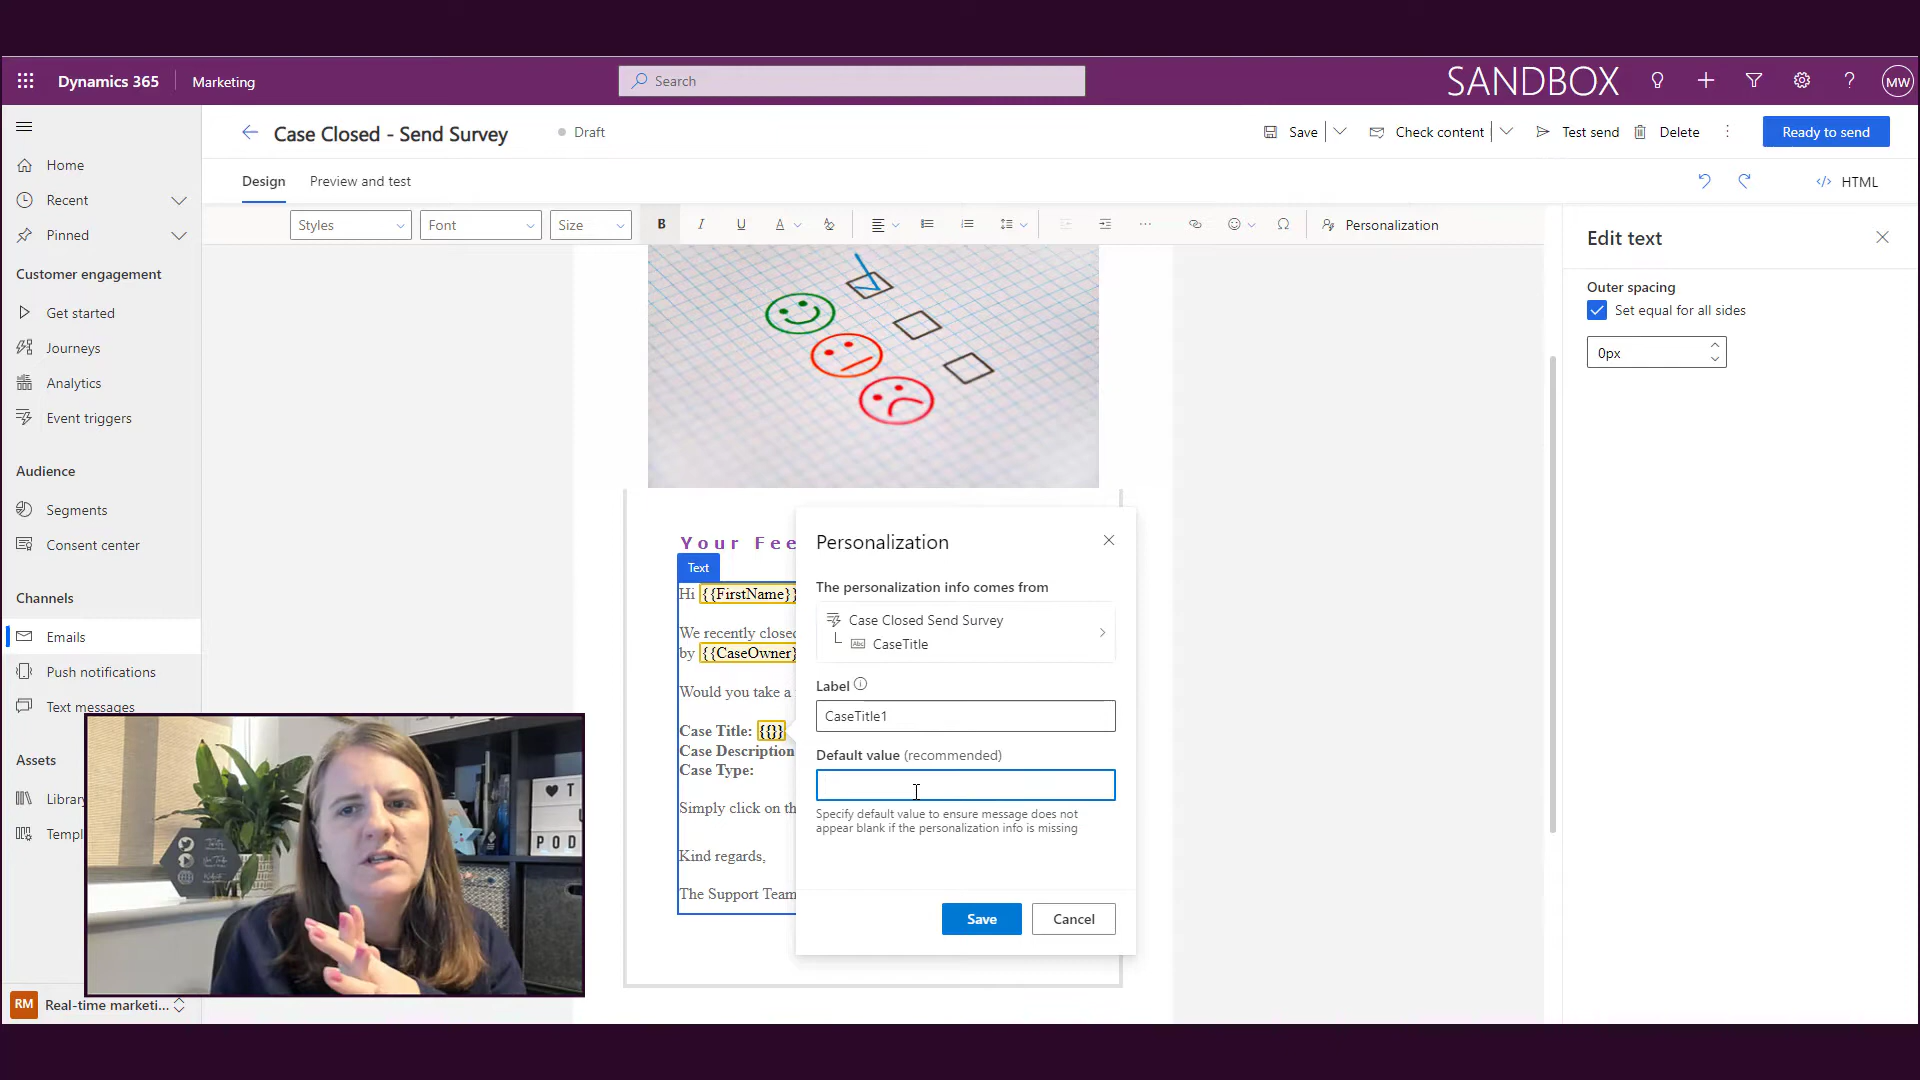 Dynamics 365
Marketing
Search
SANDBOX
MW
Case Closed - Send Survey
Draft
Save
Check content
Test send
Delete
Ready to send
Home
Recent
Pinned
Customer engagement
Get started
Journeys
Analytics
Event triggers
Audience
Segments
Consent center
Channels
Emails
Push notifications
Text messages
Assets
Library
Templ
RM
Real-time marketi...
Design
Preview and test
HTML
Styles
Font
Size
B
I
U
A
Personalization
Your Fee
Text
Hi {{FirstName}}
We recently closed
by {{CaseOwner}
Would you take a
Case Title: {{}}
Case Description
Case Type:
Simply click on th
Kind regards,
The Support Team
Personalization
The personalization info comes from
Case Closed Send Survey
Abc CaseTitle
Label
CaseTitle1
Default value (recommended)
Specify default value to ensure message does not
appear blank if the personalization info is missing
Save
Cancel
Edit text
Outer spacing
Set equal for all sides
0px
T
POD